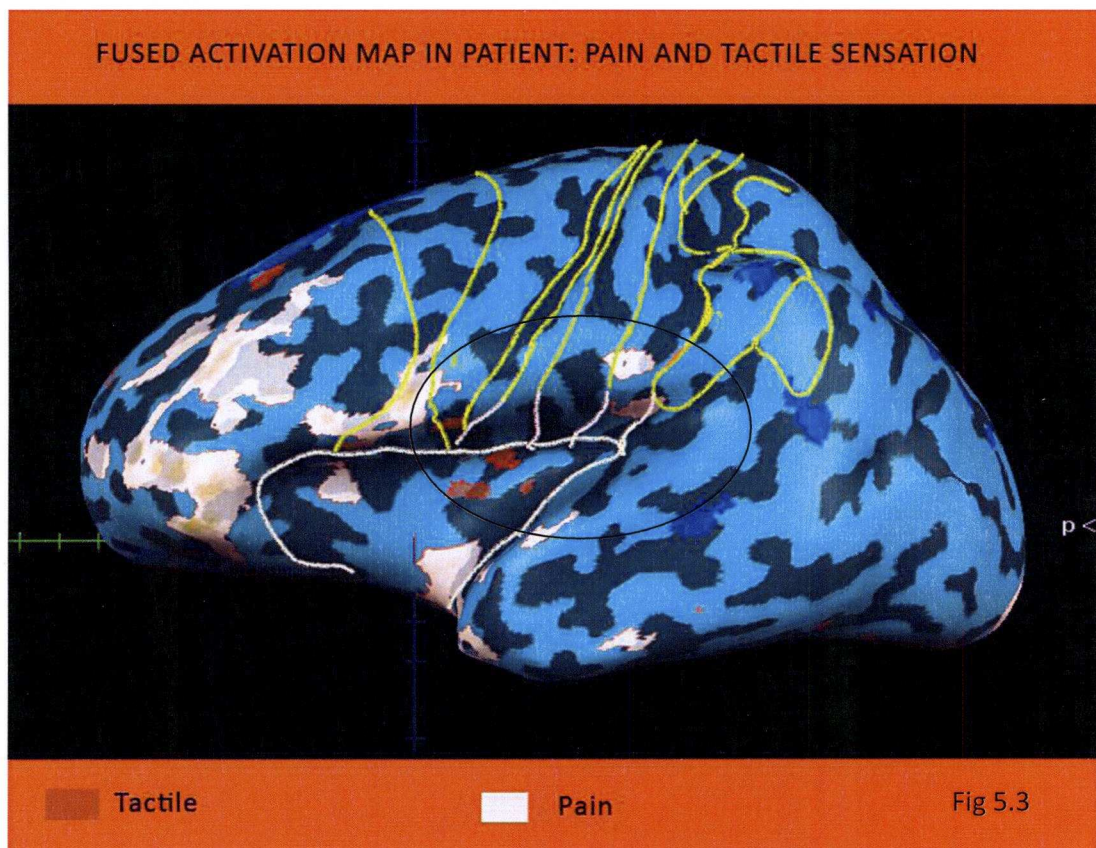 FUSED ACTIVATION MAP IN PATIENT: PAIN AND TACTILE SENSATION
p <
Tactile
Pain
Fig 5.3